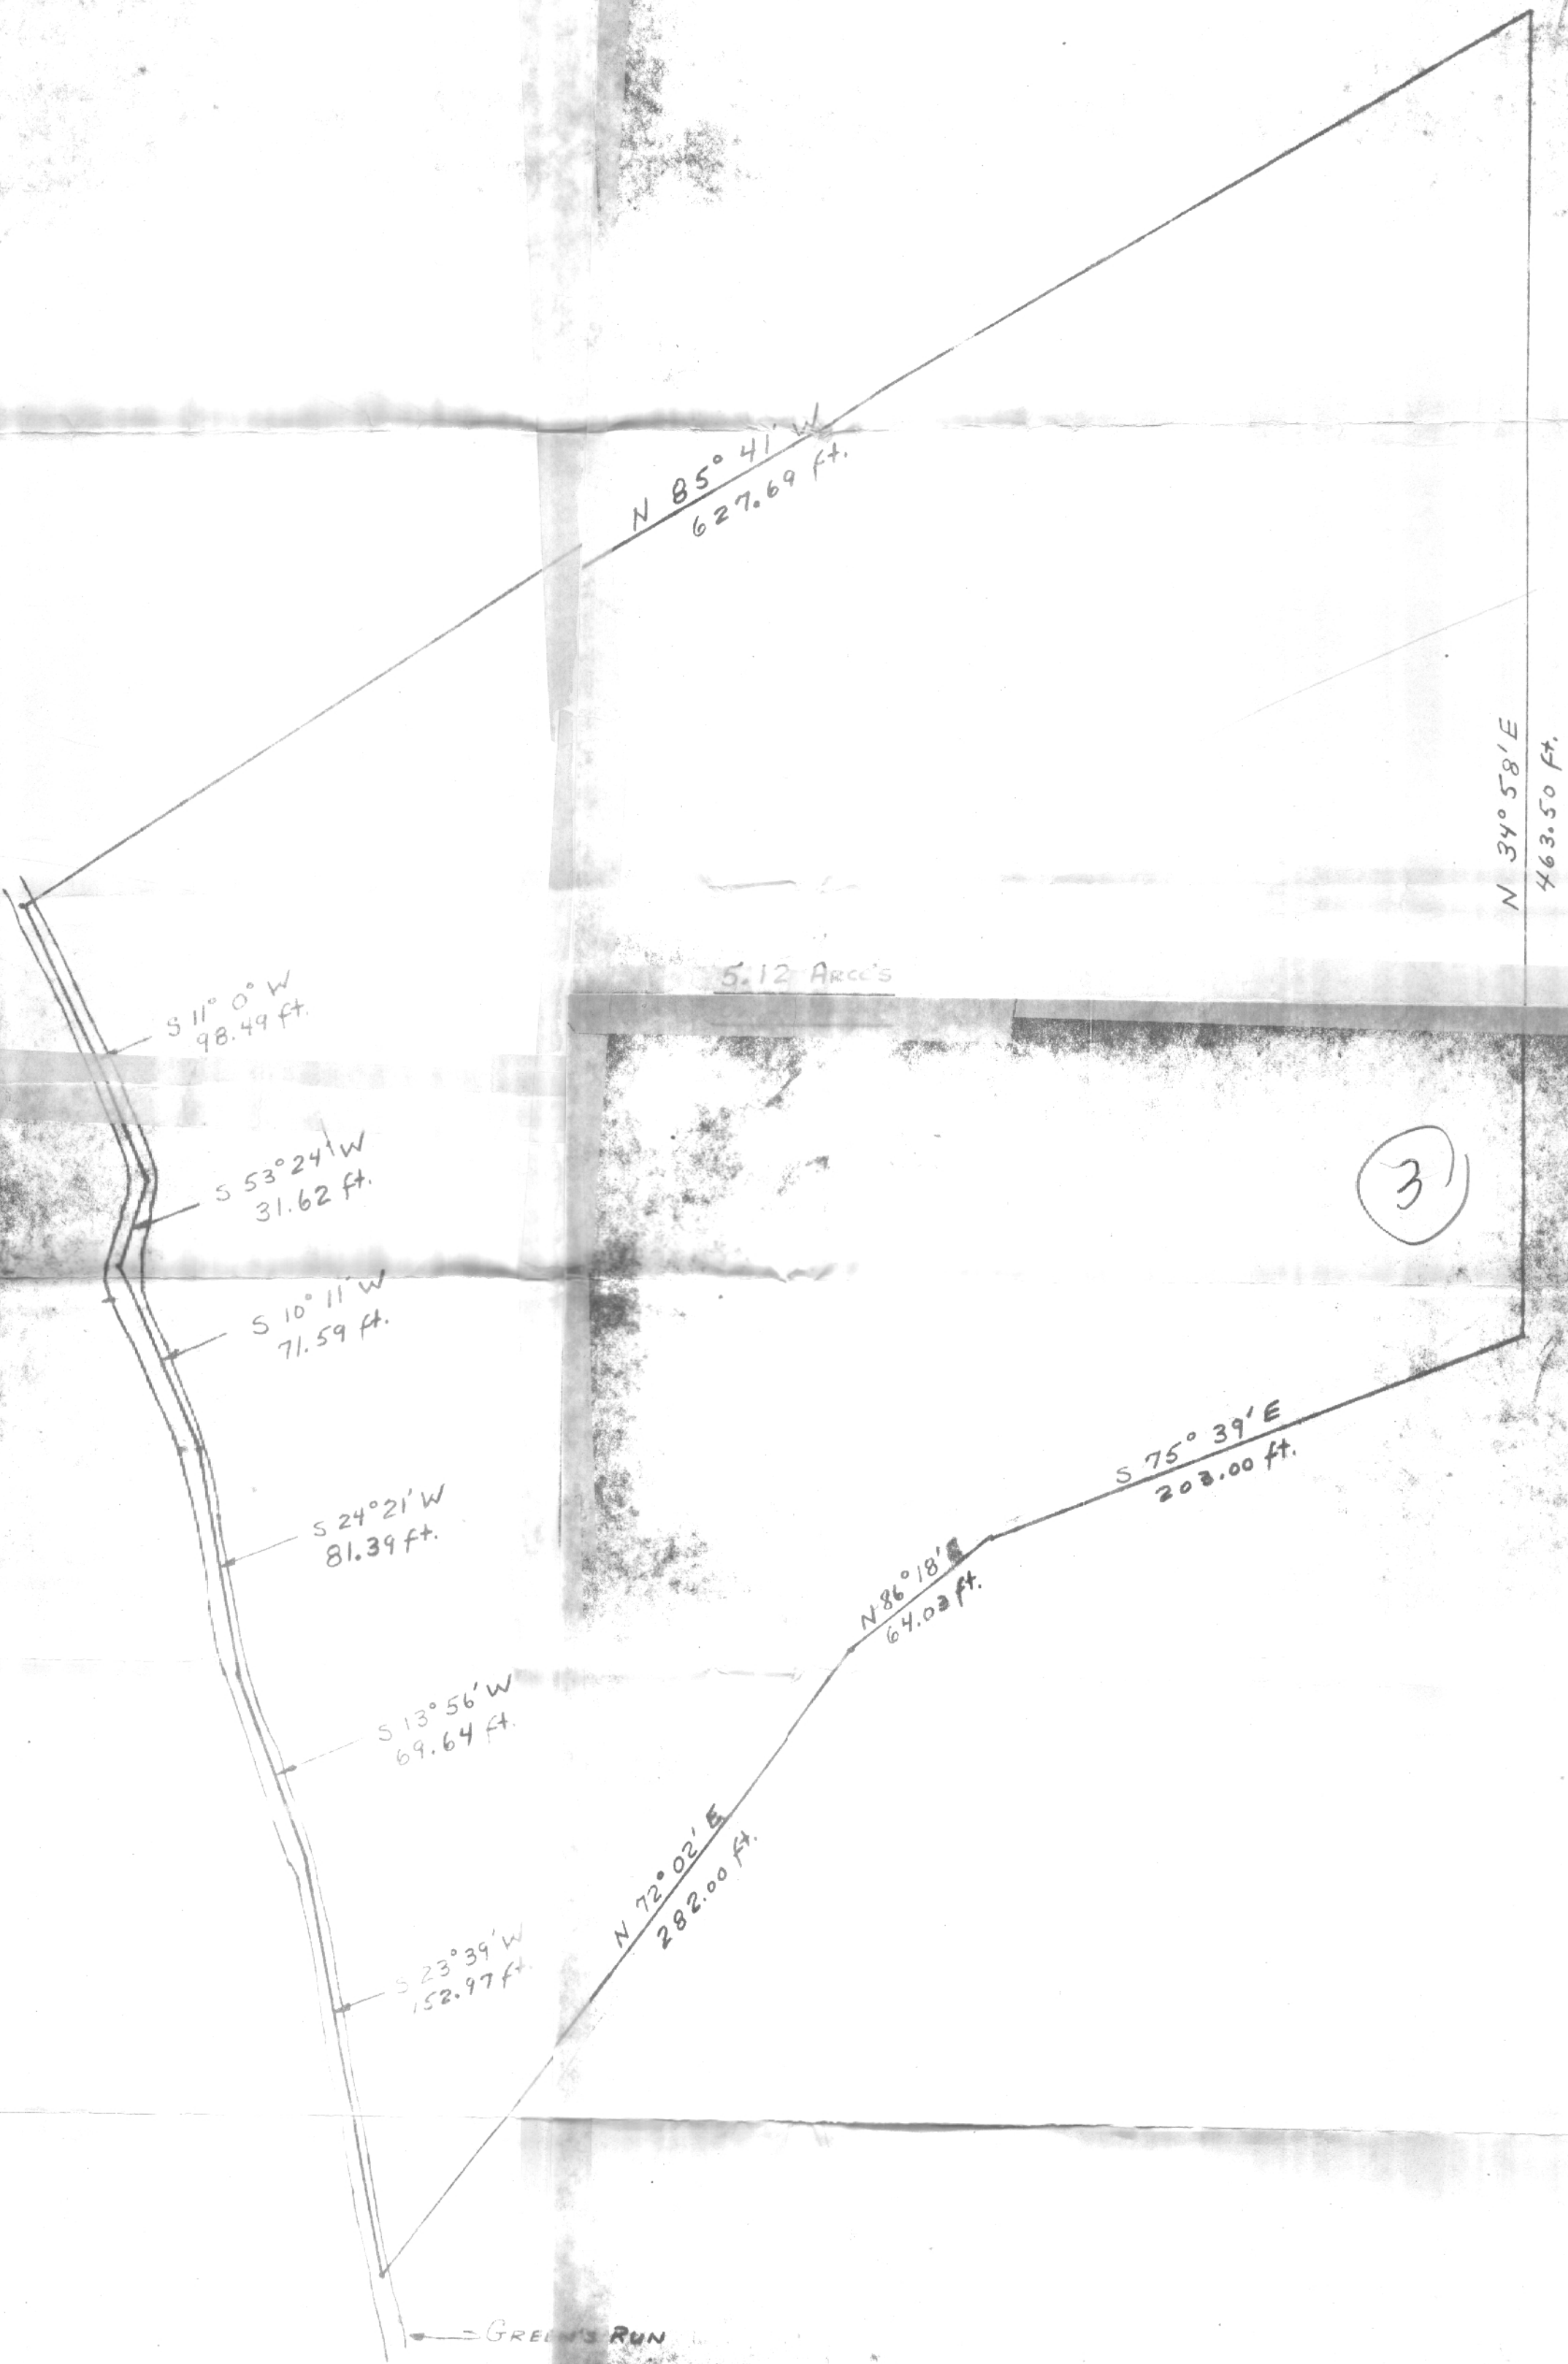 N 85° 41' W
627.69 ft.
N 34° 58' E
463.50 ft.
5.12 Arcc's
S 11° 0° W
98.49 ft.
S 53° 24' W
31.62 ft.
3
S 10° 11' W
71.59 ft.
S 75° 39' E
203.00 ft.
S 24° 21' W
81.39 ft.
N 86° 18' E
64.03 ft.
S 13° 56' W
69.64 ft.
N 72° 02' E
282.00 ft.
S 23° 39' W
152.97 ft.
GREEN'S RUN